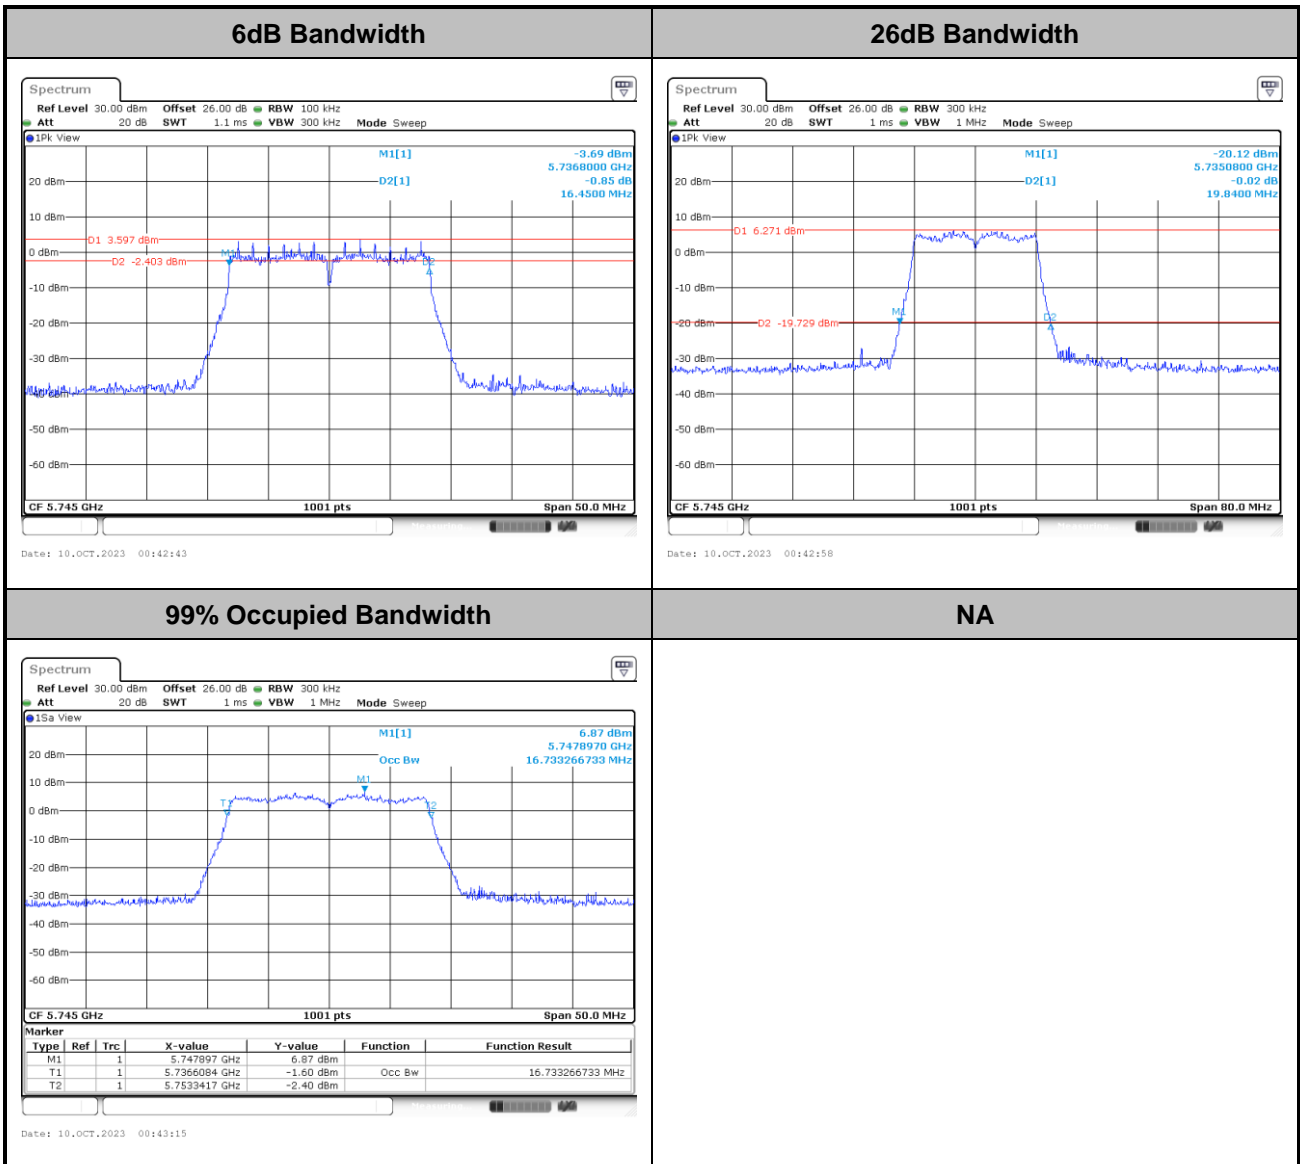 6dB Bandwidth
26dB Bandwidth
Spectrum
Ref Level 30.00 dBm Offset 26.00 dB RBW 100 kHz
Att 20 dB SWT 1.1 ms VBW 300 kHz Mode Sweep
1Pk View
M1[1] -3.69 dBm
5.7368000 GHz
20 dBm D2[1] -0.85 dB
16.4500 MHz
10 dBm
D1 3.597 dBm
0 dBm M1
D2 -2.403 dBm D2
-10 dBm
-20 dBm
-30 dBm
-40 dBm
-50 dBm
-60 dBm
CF 5.745 GHz 1001 pts Span 50.0 MHz
Date: 10.OCT.2023 00:42:43
Spectrum
Ref Level 30.00 dBm Offset 26.00 dB RBW 300 kHz
Att 20 dB SWT 1 ms VBW 1 MHz Mode Sweep
1Pk View
M1[1] -20.12 dBm
5.7350800 GHz
20 dBm D2[1] -0.02 dB
19.8400 MHz
10 dBm
D1 6.271 dBm
0 dBm
-10 dBm
M1
-20 dBm D2 -19.729 dBm D2
-30 dBm
-40 dBm
-50 dBm
-60 dBm
CF 5.745 GHz 1001 pts Span 80.0 MHz
Measuring...
Date: 10.OCT.2023 00:42:58
99% Occupied Bandwidth
NA
Spectrum
Ref Level 30.00 dBm Offset 26.00 dB RBW 300 kHz
Att 20 dB SWT 1 ms VBW 1 MHz Mode Sweep
1Sa View
M1[1] 6.87 dBm
5.7478970 GHz
20 dBm Occ Bw 16.733266733 MHz
10 dBm M1
0 dBm T1 T2
-10 dBm
-20 dBm
-30 dBm
-40 dBm
-50 dBm
-60 dBm
CF 5.745 GHz 1001 pts Span 50.0 MHz
Marker
Type Ref Trc X-value Y-value Function Function Result
M1 1 5.747897 GHz 6.87 dBm
T1 1 5.7366084 GHz -1.60 dBm Occ Bw 16.733266733 MHz
T2 1 5.7533417 GHz -2.40 dBm
Measuring...
Date: 10.OCT.2023 00:43:15